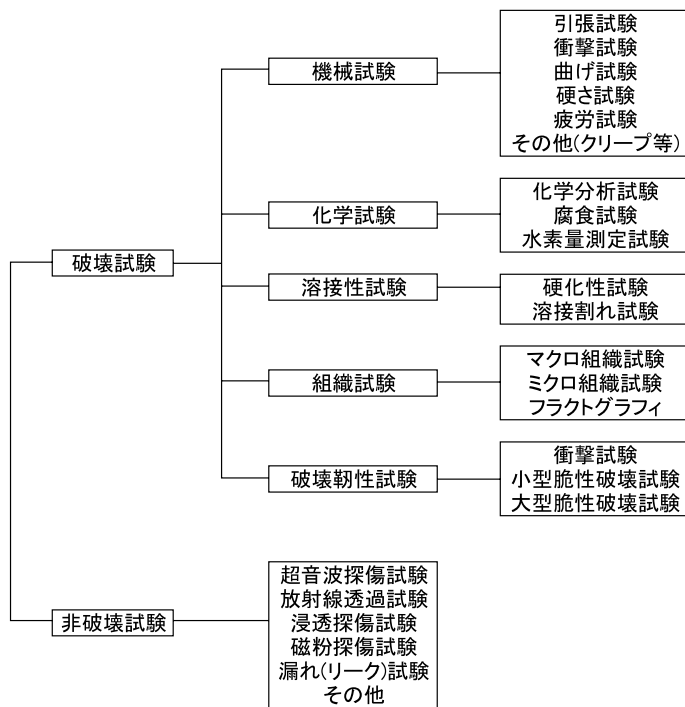 破壊試験
機械試験
引張試験
衝撃試験
曲げ試験
硬さ試験
疲労試験
その他(クリープ等)
化学試験
化学分析試験
腐食試験
水素量測定試験
溶接性試験
硬化性試験
溶接割れ試験
組織試験
マクロ組織試験
ミクロ組織試験
フラクトグラフィ
破壊靭性試験
衝撃試験
小型脆性破壊試験
大型脆性破壊試験
非破壊試験
超音波探傷試験
放射線透過試験
浸透探傷試験
磁粉探傷試験
漏れ(リーク)試験
その他